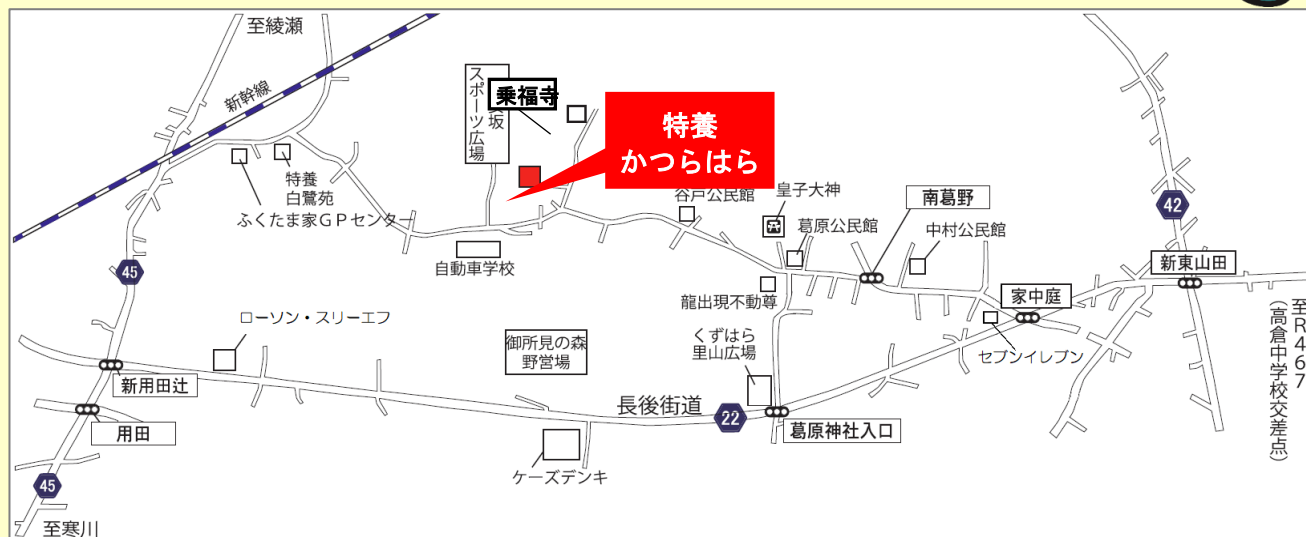 至綾瀬
新幹線
スポーツ広場
坂
乗福寺
特養
かつらはら
特養
白鷺苑
ふくたま家GPセンター
自動車学校
谷戸公民館
皇子大神
葛原公民館
南葛野
中村公民館
42
新東山田
45
龍出現不動尊
家中庭
至R467
(高倉中学校交差点)
ローソン・スリーエフ
御所見の森
野営場
くずはら
里山広場
セブンイレブン
新用田辻
長後街道
22
葛原神社入口
用田
ケーズデンキ
45
至寒川